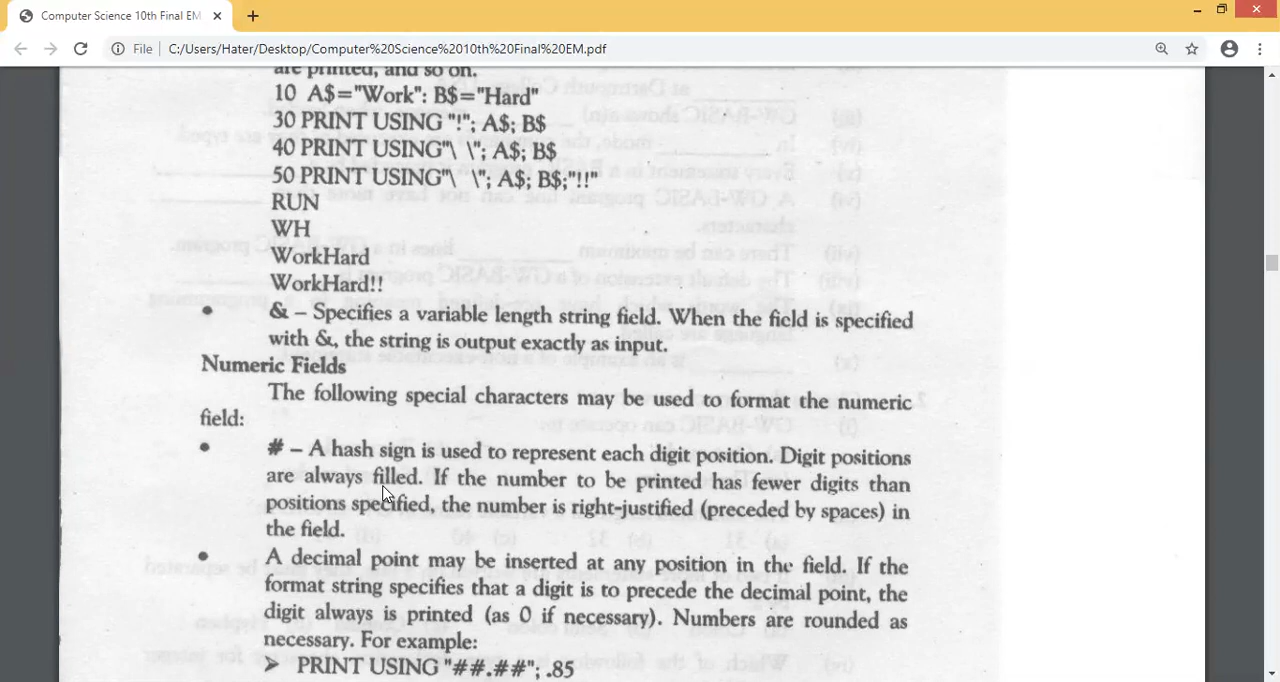 Computer Science 10th Final EM
File | C:/Users/Hater/Desktop/Computer%20Science%2010th%20Final%20EM.pdf
are printed, and so on.
10 A$="Work": B$="Hard"
30 PRINT USING "!"; A$; B$
40 PRINT USING"\ \"; A$; B$
50 PRINT USING"\ \"; A$; B$;"!!"
RUN
WH
WorkHard
WorkHard!!
• & – Specifies a variable length string field. When the field is specified
with &, the string is output exactly as input.
Numeric Fields
The following special characters may be used to format the numeric
field:
• # – A hash sign is used to represent each digit position. Digit positions
are always filled. If the number to be printed has fewer digits than
positions specified, the number is right-justified (preceded by spaces) in
the field.
• A decimal point may be inserted at any position in the field. If the
format string specifies that a digit is to precede the decimal point, the
digit always is printed (as 0 if necessary). Numbers are rounded as
necessary. For example:
➤ PRINT USING "##.##"; .85